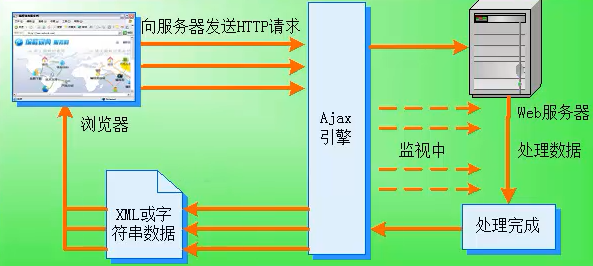 向服务器发送HTTP请求
浏览器
Ajax
引擎
监视中
Web服务器
处理数据
XML或字
符串数据
处理完成